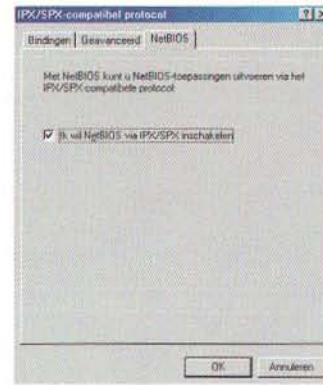 IPX/SPX-compatibel protocol
Bindingen Geavanceerd NetBIOS
Met NetBIOS kunt u NetBIOS-toepassingen uitvoeren via het
IPX/SPX compatibele protocol.
Ik wil NetBIOS via IPX/SPX inschakelen
OK Annuleren